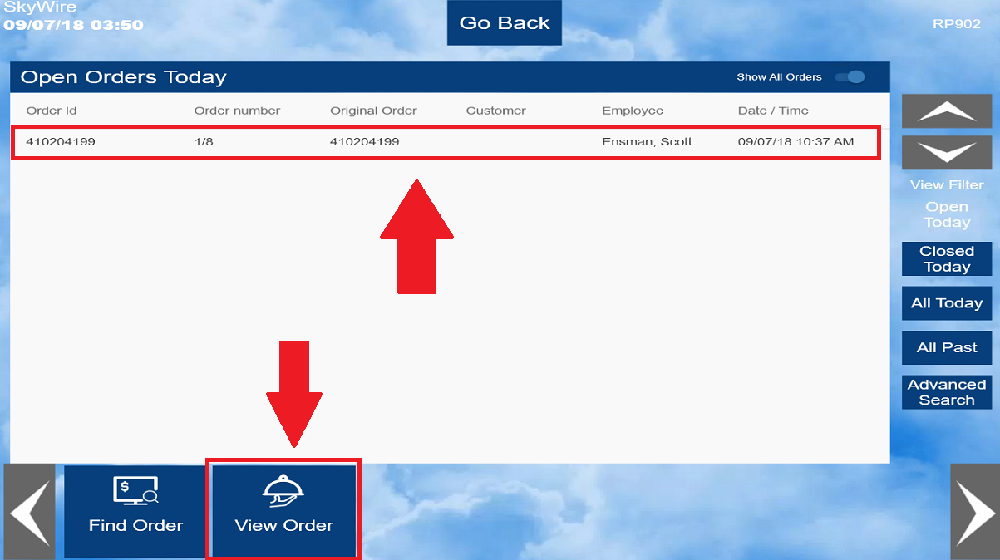 SkyWire
09/07/18 03:50
Go Back
RP902
Open Orders Today
Show All Orders
Order Id Order number Original Order Customer Employee Date / Time
410204199 1/8 410204199 Ensman, Scott 09/07/18 10:37 AM
View Filter
Open
Today
Closed
Today
All Today
All Past
Advanced
Search
$
Find Order
View Order